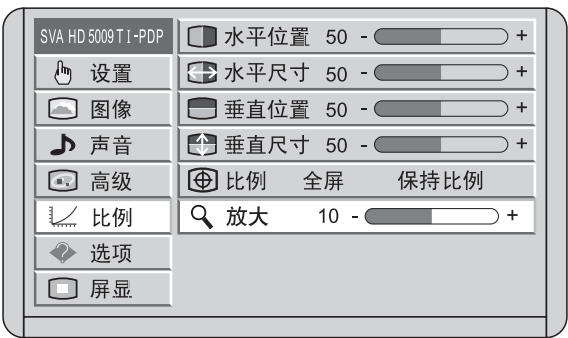 SVA HD 5009 T I-PDP
设置
图像
声音
高级
比例
选项
屏显
水平位置 50 - +
水平尺寸 50 - +
垂直位置 50 - +
垂直尺寸 50 - +
比例 全屏 保持比例
放大 10 - +